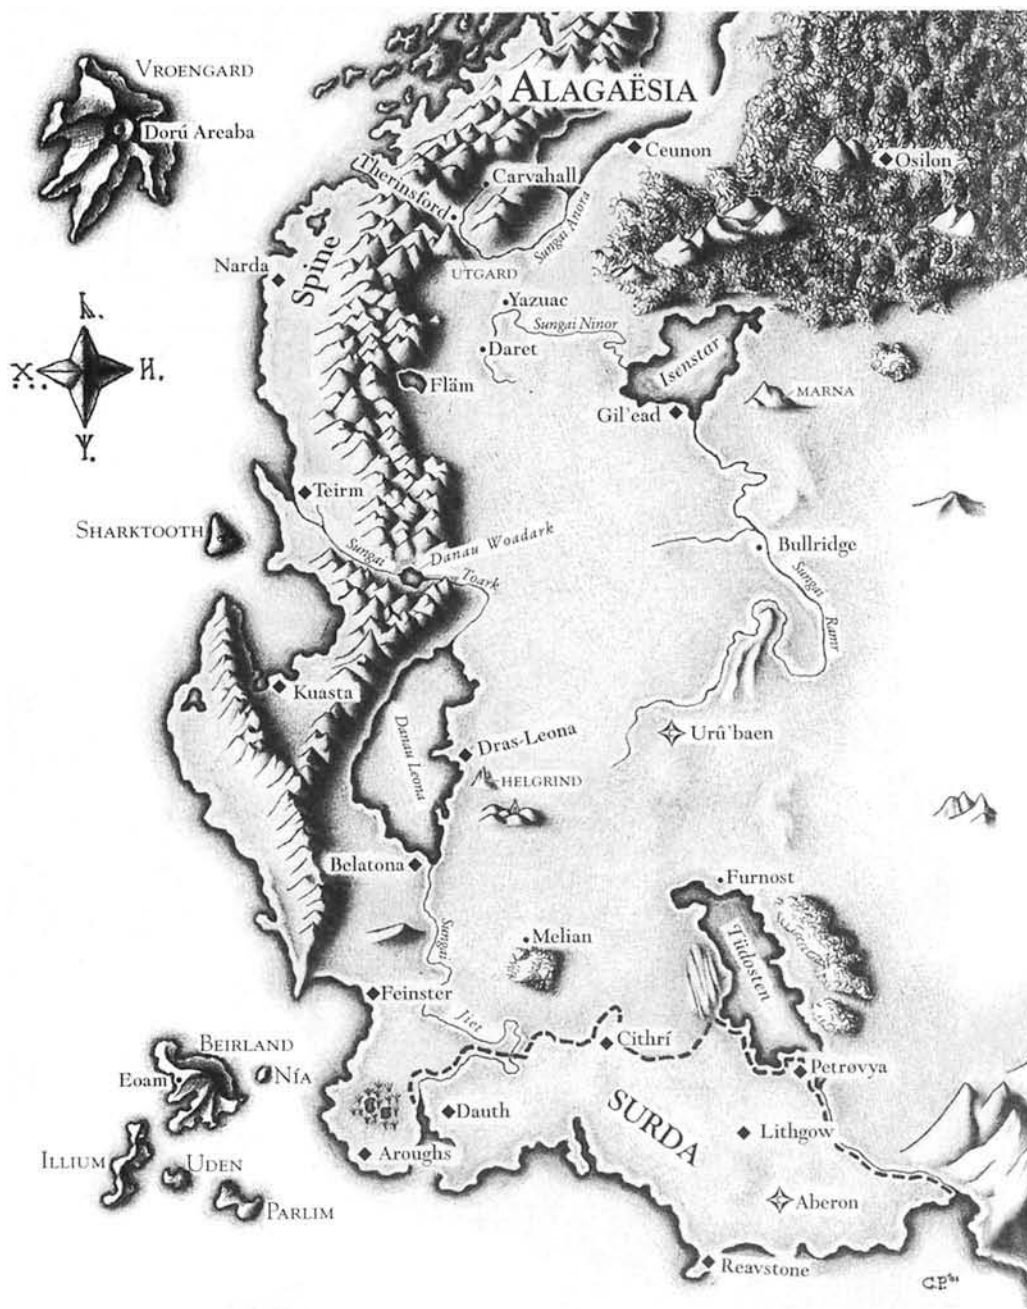 VROENGARD
Dorú Areaba
ALAGAËSIA
Ceunon
Osilon
Carvahall
Therinsford
Sungai Anora
Spine
Narda
UTGARD
Yazuac
Sungai Ninor
Daret
Isenstar
Fläm
MARNA
Gil'ead
Teirm
SHARKTOOTH
Sungai
Danau Woadark
Toark
Bullridge
Sungai
Ramr
Kuasta
Danau Leona
Dras-Leona
Urû'baen
HELGRIND
Belatona
Furnost
Melian
Sungai
Tüdosten
Feinster
Jiet
Cithrí
BEIRLAND
Eoam
NÍA
Petrøvya
Dauth
SURDA
Lithgow
Aroughs
ILLIUM
UDEN
PARLIM
Aberon
Reavstone
C.P.